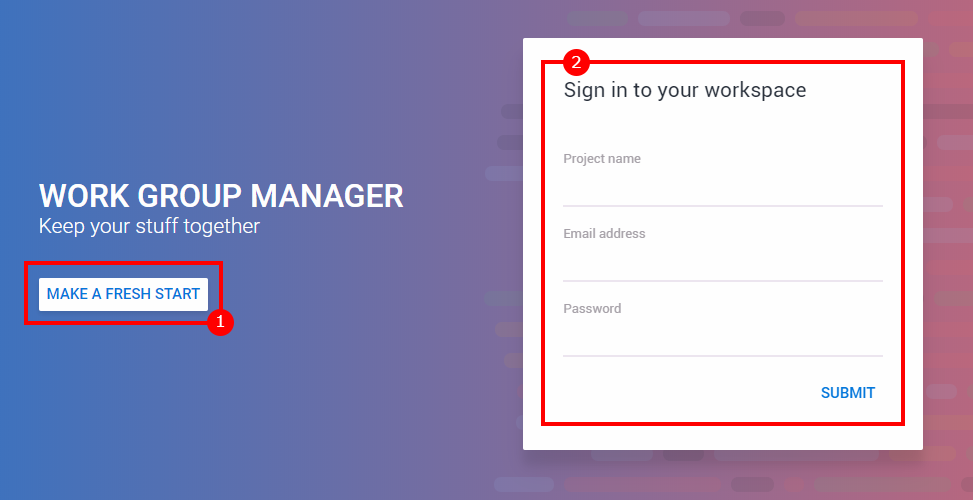 WORK GROUP MANAGER
Keep your stuff together
MAKE A FRESH START
1
2
Sign in to your workspace
Project name
Email address
Password
SUBMIT